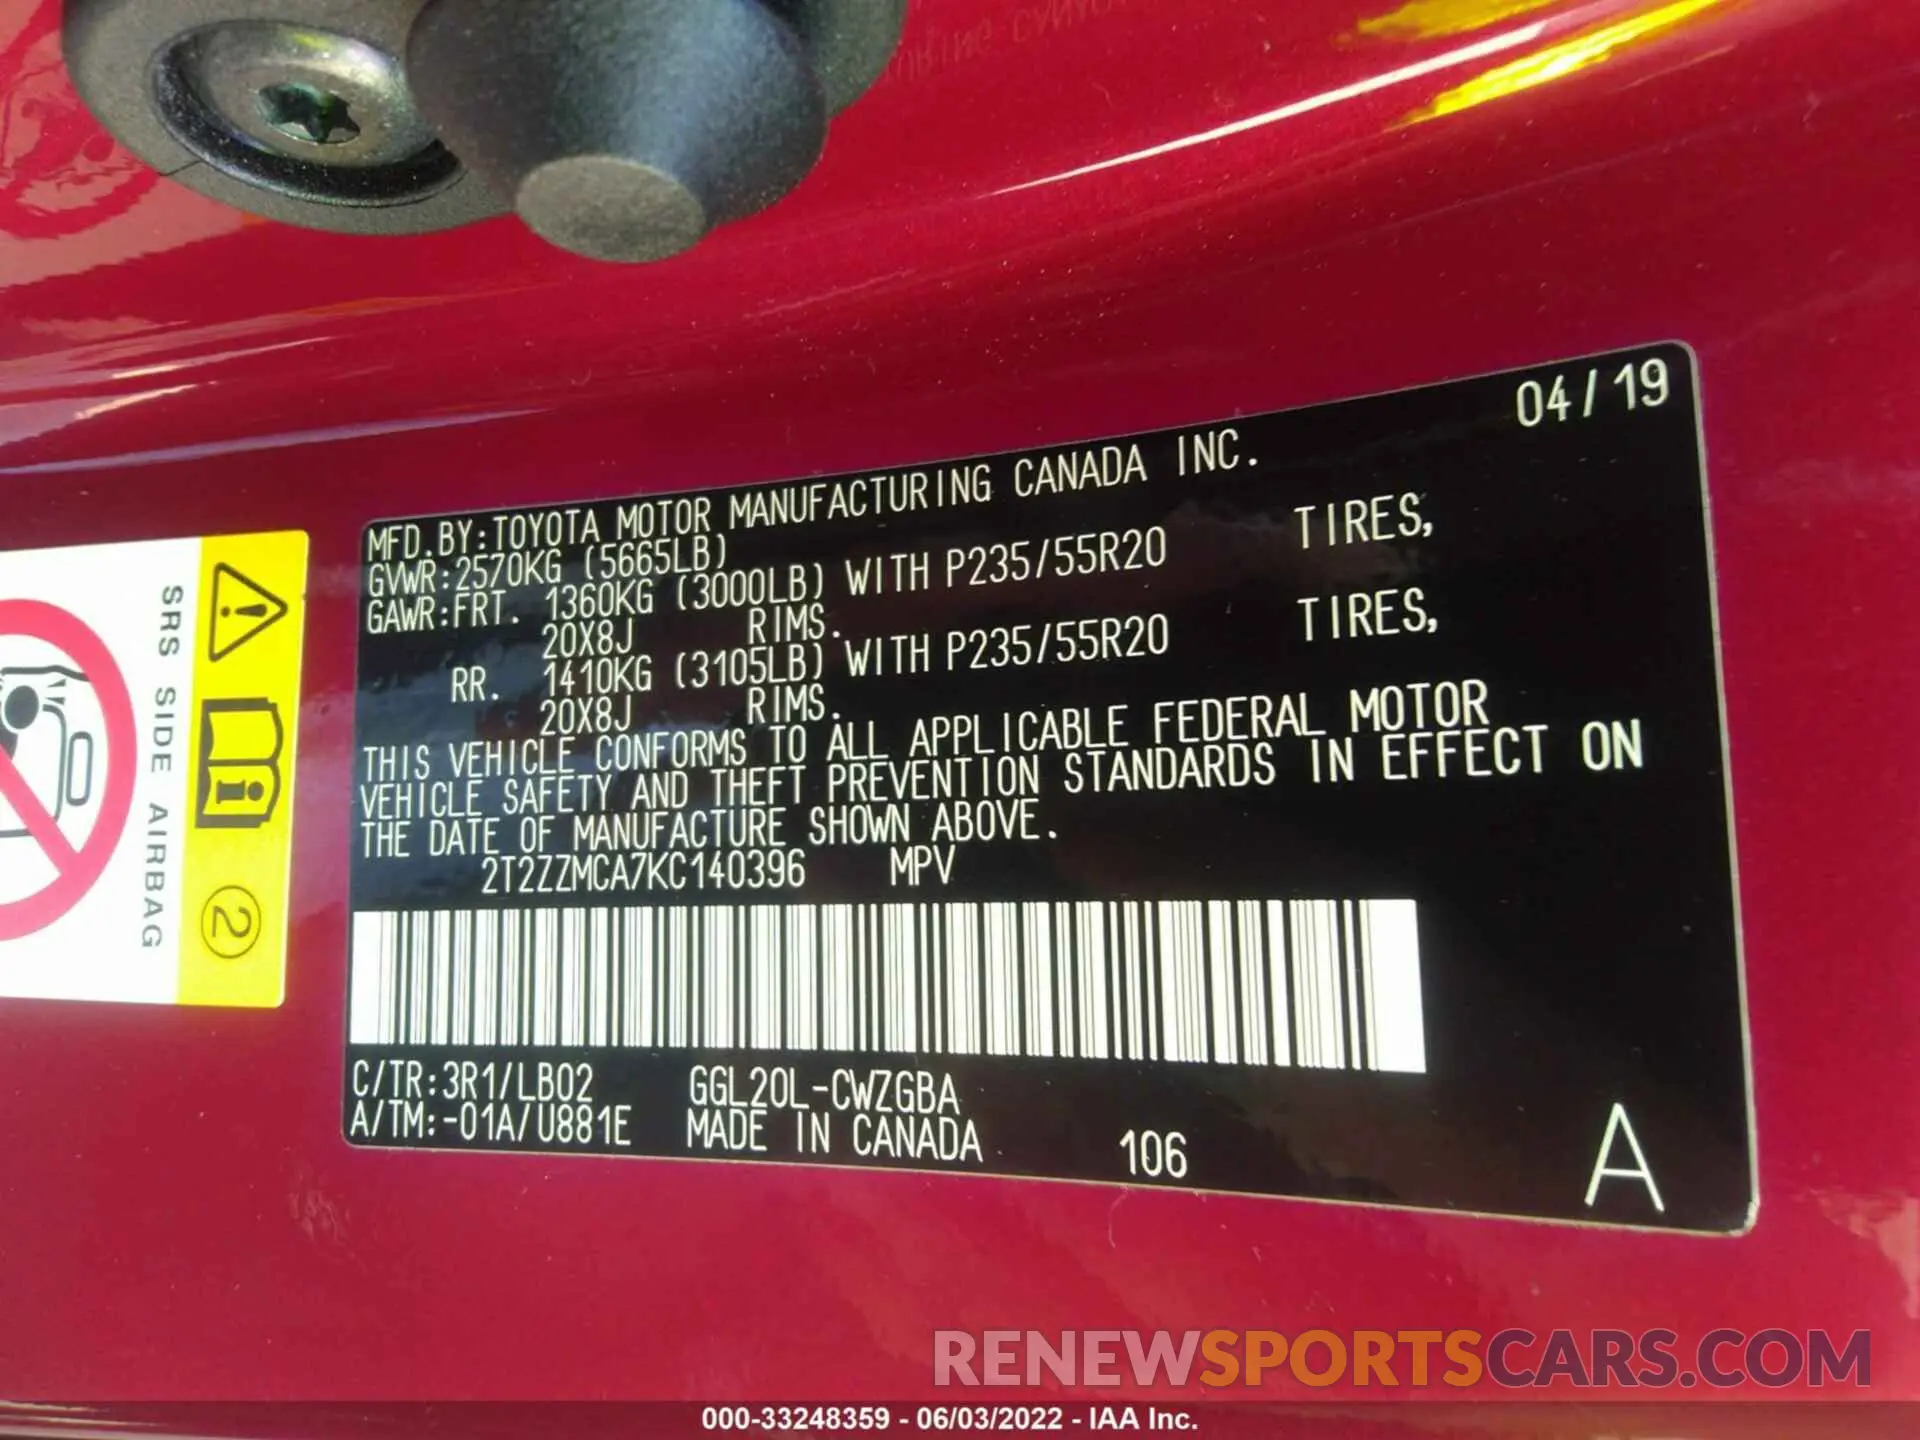 04/19
MFD.BY:TOYOTA MOTOR MANUFACTURING CANADA INC.
GVWR:2570KG (5665LB)
GAWR:FRT. 1360KG (3000LB) WITH P235/55R20 TIRES,
20X8J RIMS.
RR. 1410KG (3105LB) WITH P235/55R20 TIRES,
20X8J RIMS.
THIS VEHICLE CONFORMS TO ALL APPLICABLE FEDERAL MOTOR
VEHICLE SAFETY AND THEFT PREVENTION STANDARDS IN EFFECT ON
THE DATE OF MANUFACTURE SHOWN ABOVE.
2T2ZZMCA7KC140396 MPV
C/TR:3R1/LB02 GGL20L-CWZGBA
A/TM:-01A/U881E MADE IN CANADA 106 A
SRS SIDE AIRBAG
2
RENEWSPORTSCARS.COM
000-33248359 - 06/03/2022 - IAA Inc.